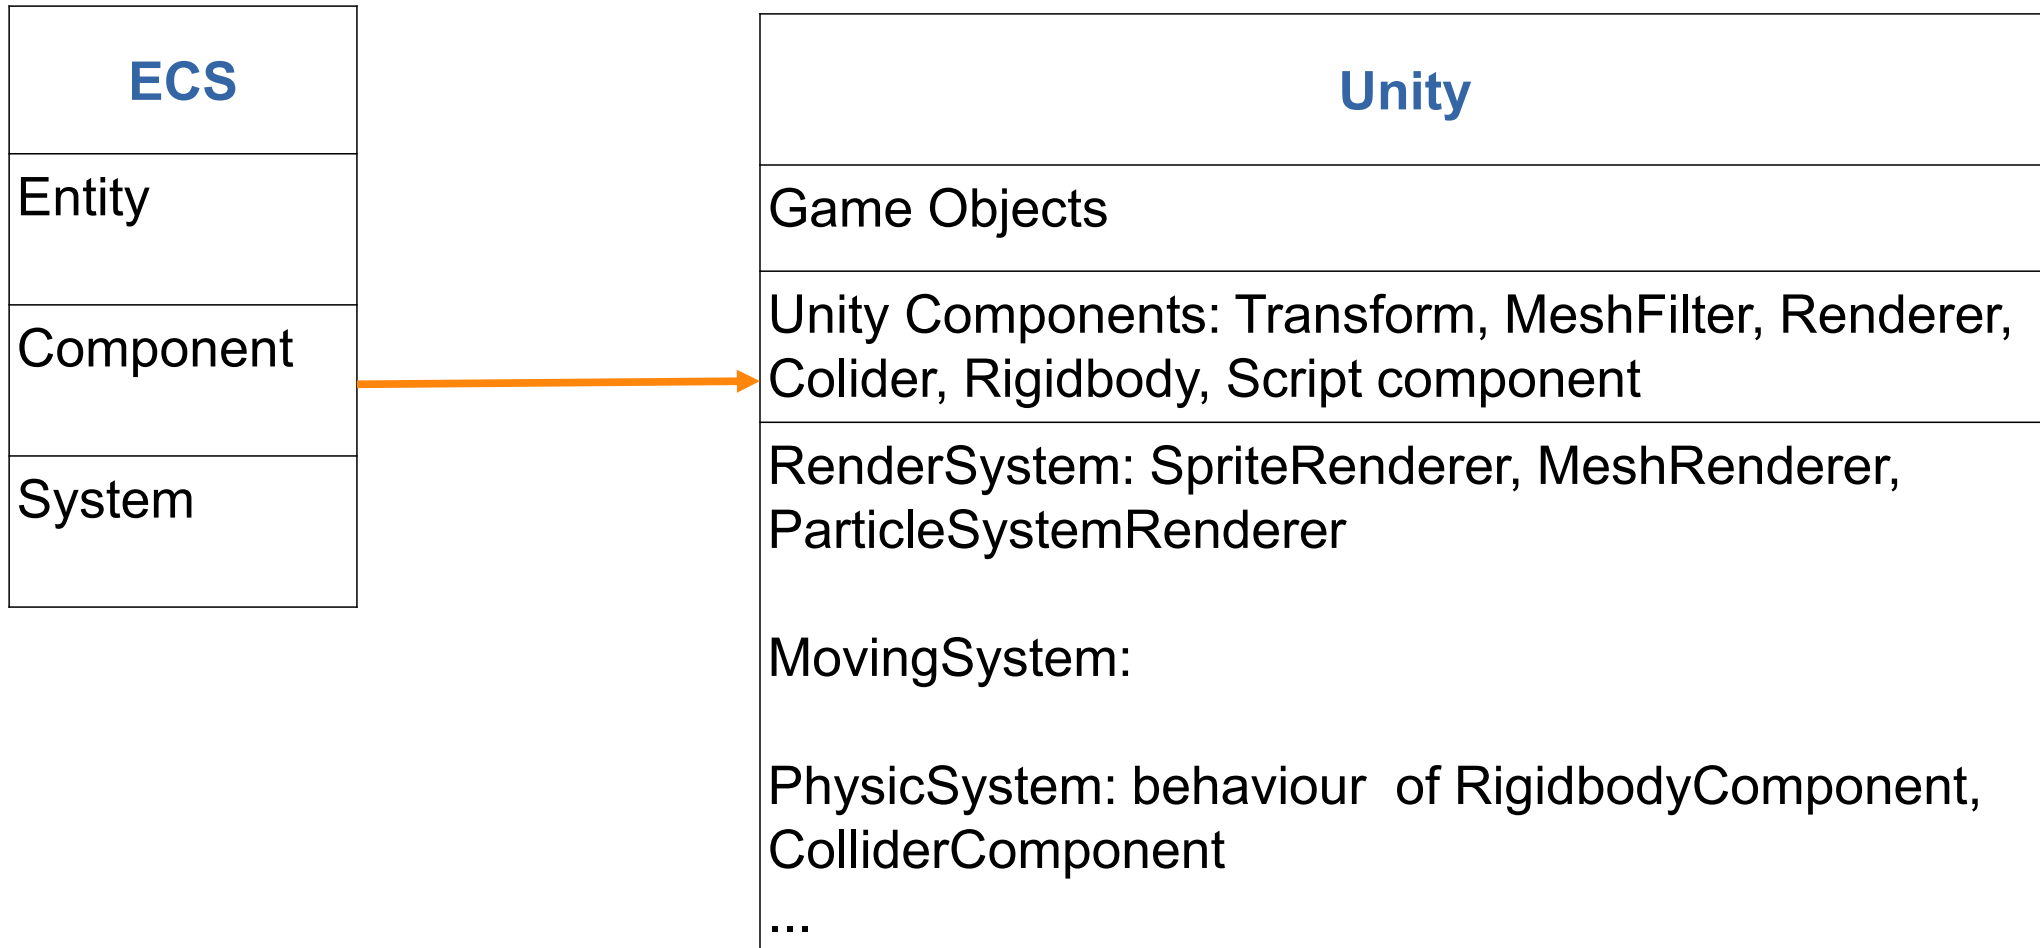 ECS
Entity
Component
System
Unity
Game Objects
Unity Components: Transform, MeshFilter, Renderer,
Colider, Rigidbody, Script component
RenderSystem: SpriteRenderer, MeshRenderer,
ParticleSystemRenderer
MovingSystem:
PhysicSystem: behaviour  of RigidbodyComponent,
ColliderComponent
...